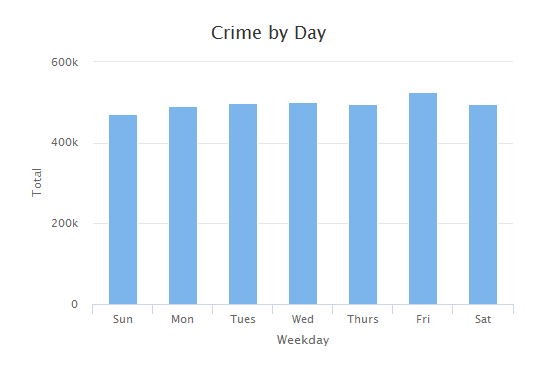 Crime by Day
600k
400k
200k
0
Total
Sun Mon Tues Wed Thurs Fri Sat
Weekday